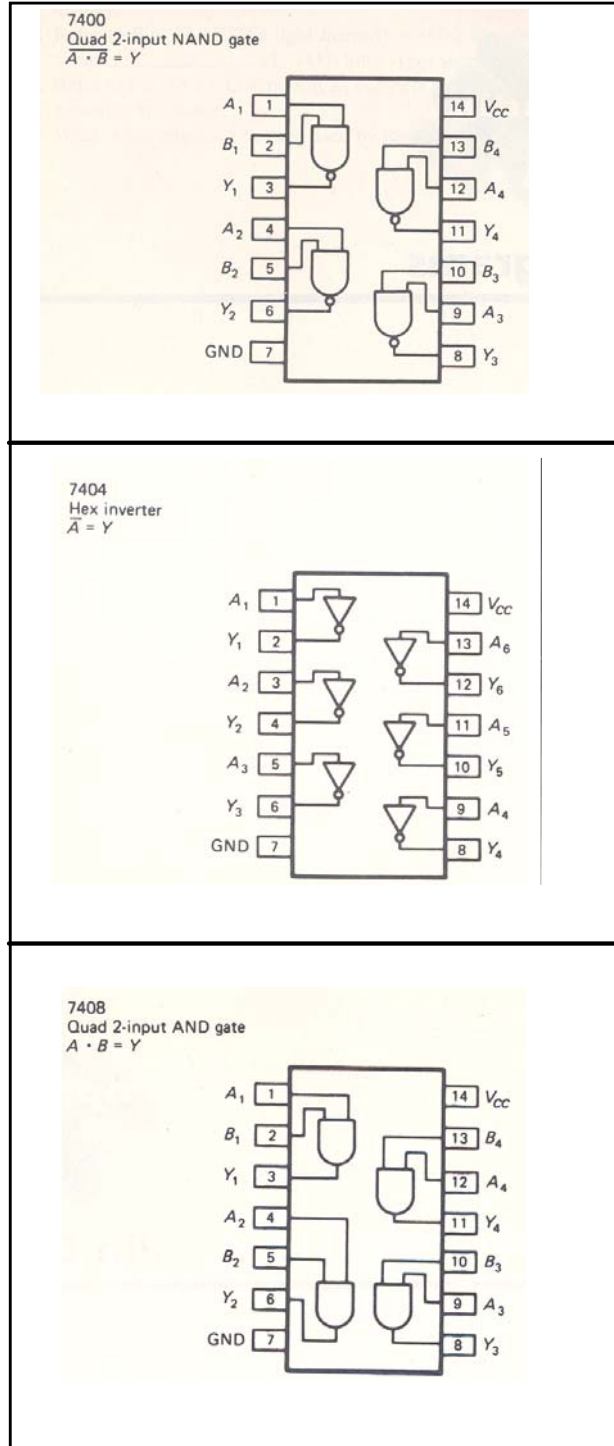 7400
Quad 2-input NAND gate
A · B = Y
A1 1
14 VCC
B1 2
13 B4
Y1 3
12 A4
A2 4
11 Y4
B2 5
10 B3
Y2 6
9 A3
GND 7
8 Y3
7404
Hex inverter
A = Y
A1 1
14 VCC
Y1 2
13 A6
A2 3
12 Y6
Y2 4
11 A5
A3 5
10 Y5
Y3 6
9 A4
GND 7
8 Y4
7408
Quad 2-input AND gate
A · B = Y
A1 1
14 VCC
B1 2
13 B4
Y1 3
12 A4
A2 4
11 Y4
B2 5
10 B3
Y2 6
9 A3
GND 7
8 Y3